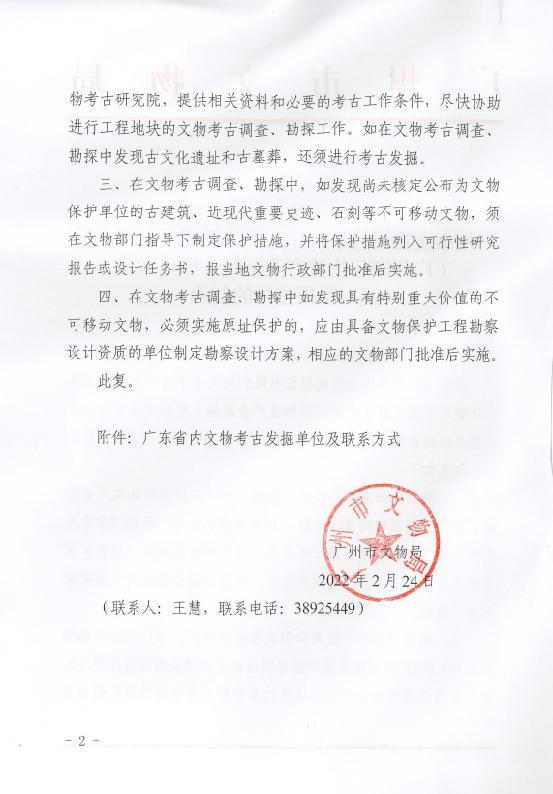 物考古研究院，提供相关资料和必要的考古工作条件，尽快协助
进行工程地块的文物考古调查、勘探工作。如在文物考古调查、
勘探中发现古文化遗址和古墓葬，还须进行考古发掘。
三、在文物考古调查、勘探中，如发现尚未核定公布为文物
保护单位的古建筑、近现代重要史迹、石刻等不可移动文物，须
在文物部门指导下制定保护措施，并将保护措施列入可行性研究
报告或设计任务书，报当地文物行政部门批准后实施。
四、在文物考古调查、勘探中如发现具有特别重大价值的不
可移动文物，必须实施原址保护的，应由具备文物保护工程勘察
设计资质的单位制定勘察设计方案，相应的文物部门批准后实施。
此复。
附件：广东省内文物考古发掘单位及联系方式
广州市文物局
广州市文物局
2022年2月24日
（联系人：王慧，联系电话：38925449）
- 2 -